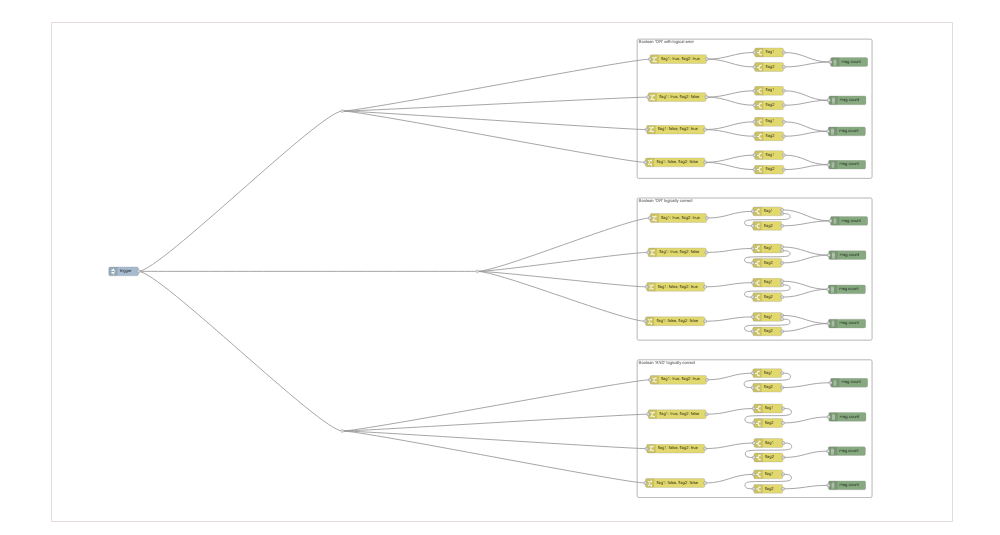 Boolean "OR" with logical error
flag1: true, flag2: true
flag1
flag2
msg count
flag1: true, flag2: false
flag1
flag2
msg count
flag1: false, flag2: true
flag1
flag2
msg count
flag1: false, flag2: false
flag1
flag2
msg count
trigger
Boolean "OR" logically correct
flag1: true, flag2: true
flag1
flag2
msg count
flag1: true, flag2: false
flag1
flag2
msg count
flag1: false, flag2: true
flag1
flag2
msg count
flag1: false, flag2: false
flag1
flag2
msg count
Boolean "AND" logically correct
flag1: true, flag2: true
flag1
flag2
msg count
flag1: true, flag2: false
flag1
flag2
msg count
flag1: false, flag2: true
flag1
flag2
msg count
flag1: false, flag2: false
flag1
flag2
msg count